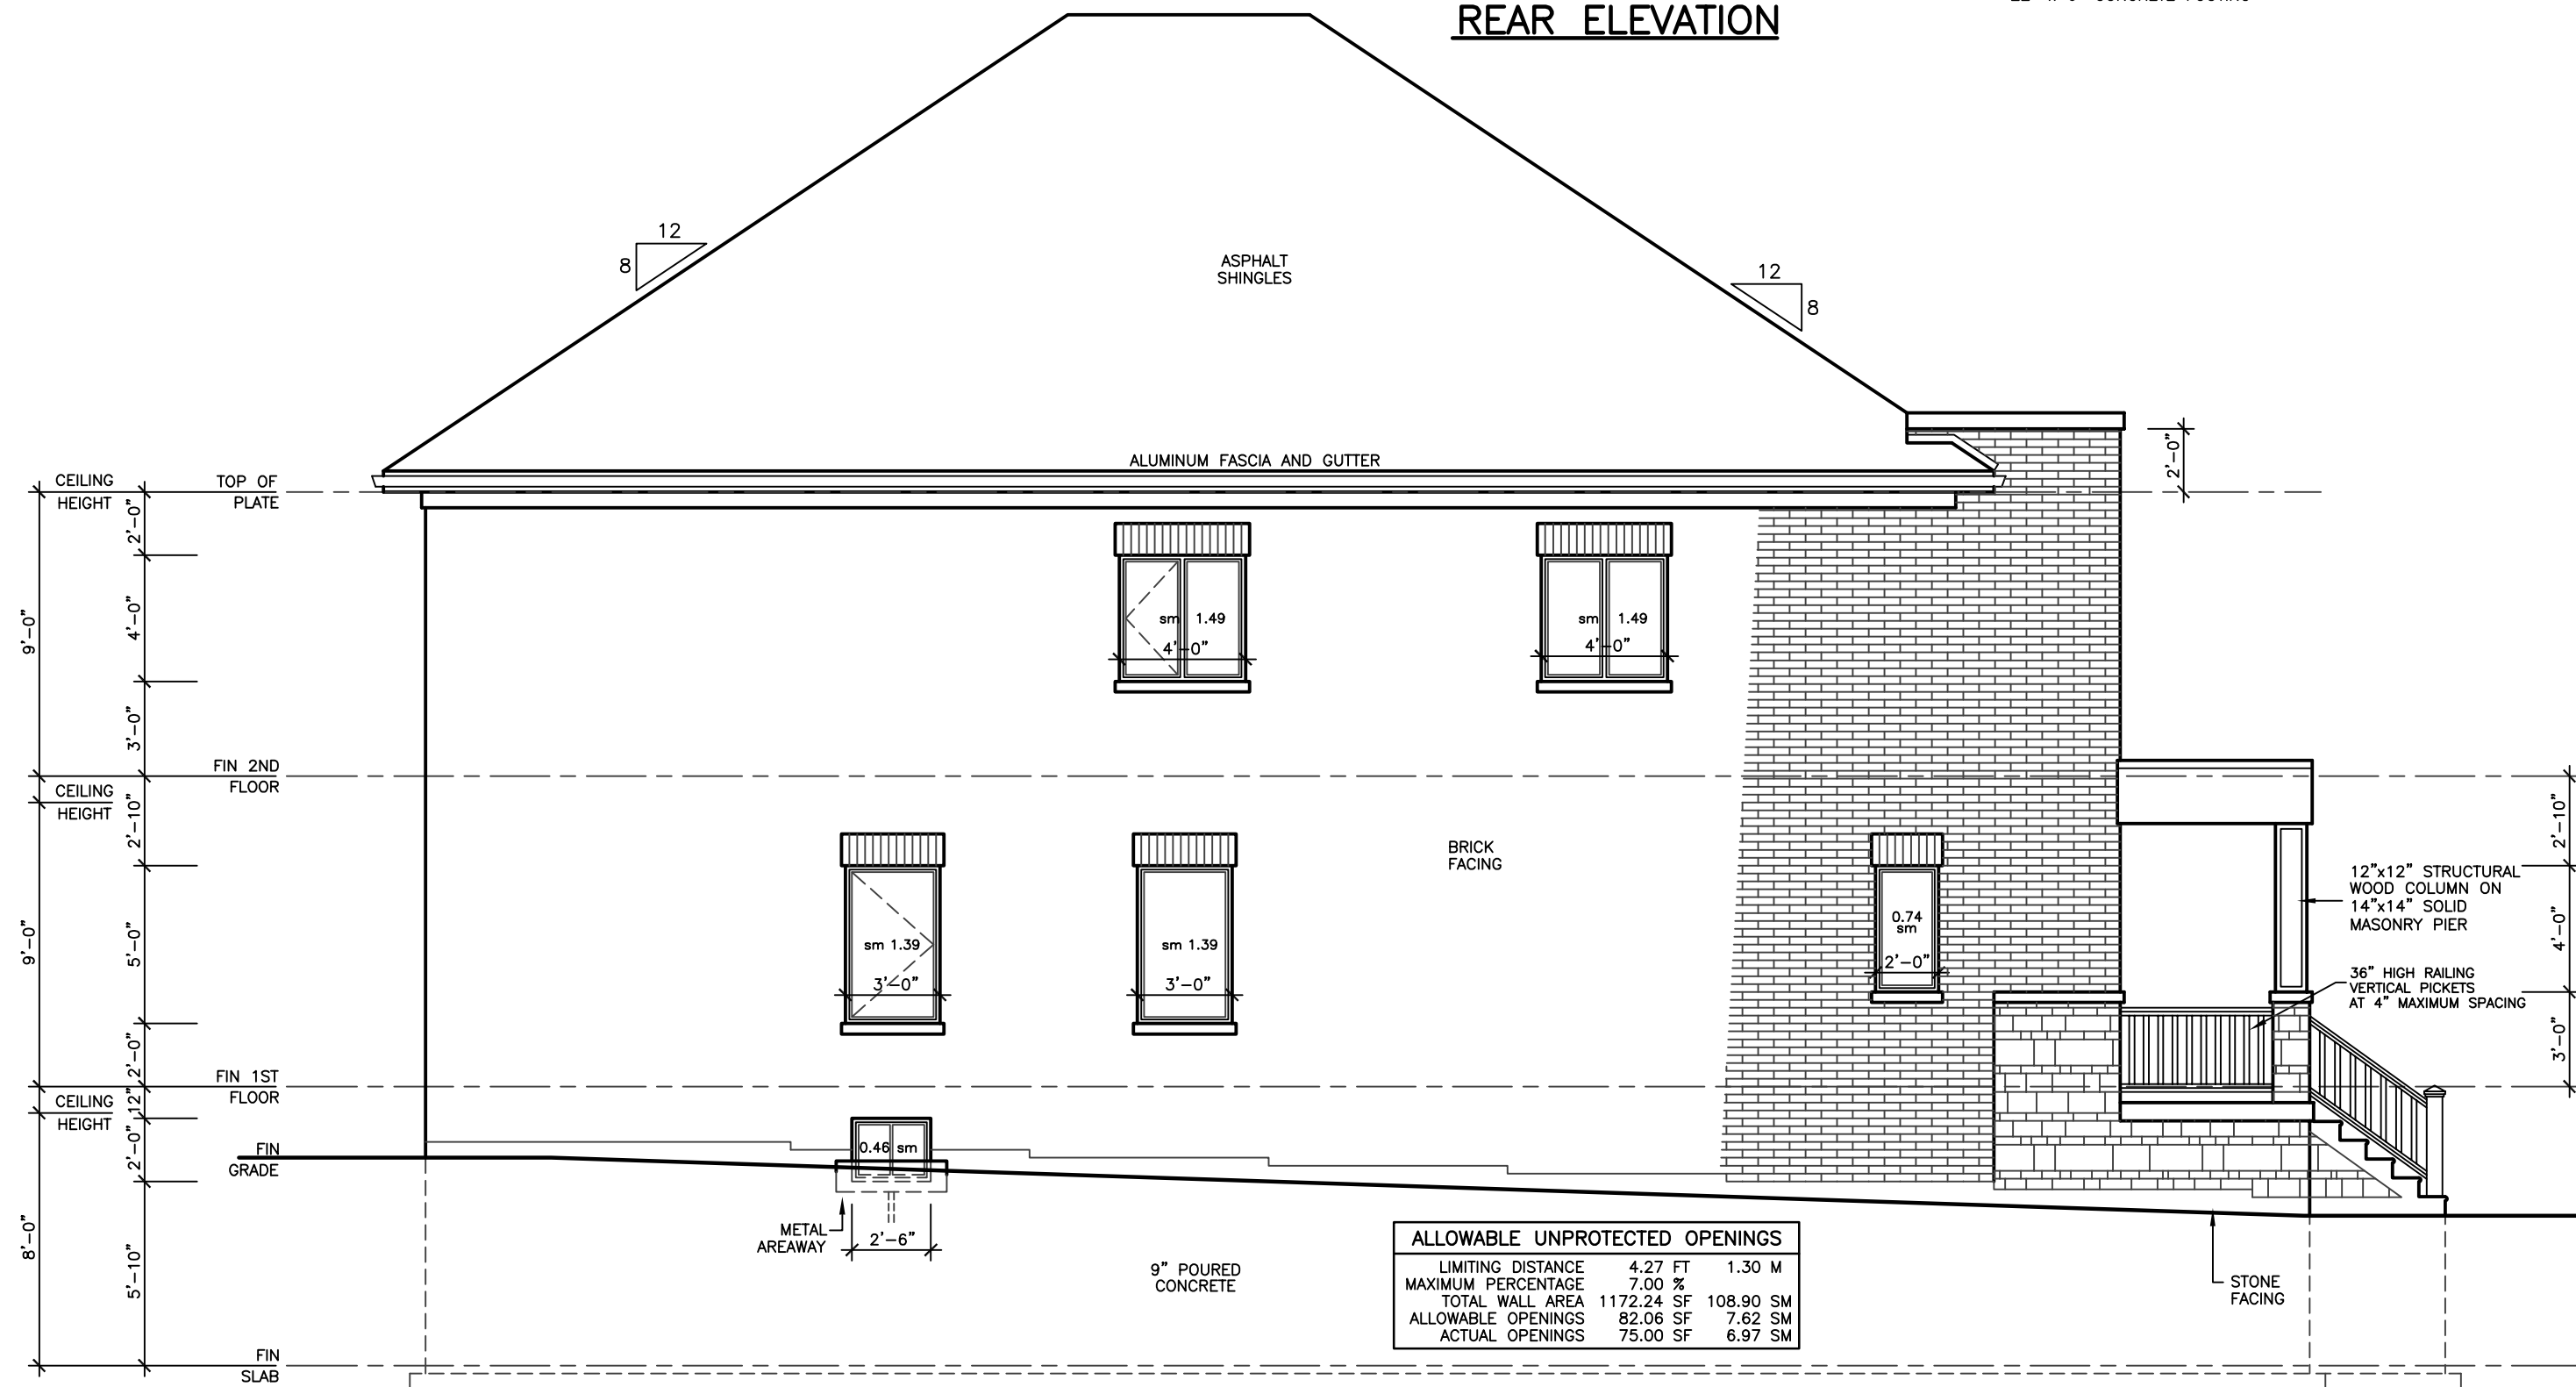 REAR ELEVATION
12
8
12
8
ASPHALT
SHINGLES
ALUMINUM FASCIA AND GUTTER
2'-0"
CEILING
HEIGHT
TOP OF
PLATE
2'-0"
4'-0"
3'-0"
9'-0"
sm 1.49
4'-0"
sm 1.49
4'-0"
FIN 2ND
FLOOR
CEILING
HEIGHT
2'-10"
5'-0"
2'-0"
9'-0"
BRICK
FACING
sm 1.39
3'-0"
sm 1.39
3'-0"
0.74
sm
2'-0"
2'-10"
4'-0"
3'-0"
12"x12" STRUCTURAL
WOOD COLUMN ON
14"x14" SOLID
MASONRY PIER
36" HIGH RAILING
VERTICAL PICKETS
AT 4" MAXIMUM SPACING
FIN 1ST
FLOOR
CEILING
HEIGHT
12"
2'-0"
5'-10"
8'-0"
FIN
GRADE
0.46 sm
METAL
AREAWAY
2'-6"
9" POURED
CONCRETE
STONE
FACING
ALLOWABLE UNPROTECTED OPENINGS
LIMITING DISTANCE 4.27 FT 1.30 M
MAXIMUM PERCENTAGE 7.00 %
TOTAL WALL AREA 1172.24 SF 108.90 SM
ALLOWABLE OPENINGS 82.06 SF 7.62 SM
ACTUAL OPENINGS 75.00 SF 6.97 SM
FIN
SLAB